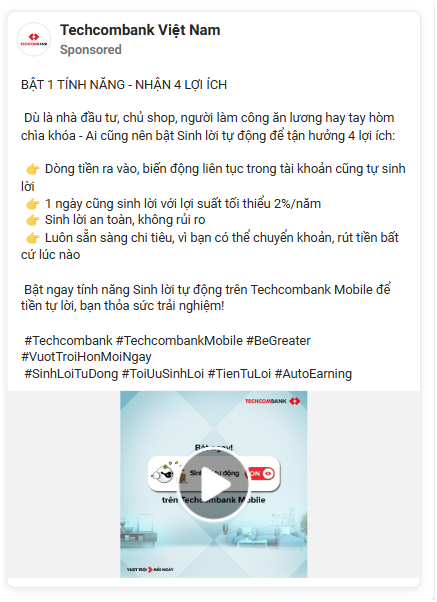 Techcombank Việt Nam
TECHCOMBANK
Sponsored
BẬT 1 TÍNH NĂNG - NHẬN 4 LỢI ÍCH
Dù là nhà đầu tư, chủ shop, người làm công ăn lương hay tay hòm
chìa khóa - Ai cũng nên bật Sinh lời tự động để tận hưởng 4 lợi ích:
👉 Dòng tiền ra vào, biến động liên tục trong tài khoản cũng tự sinh
lời
👉 1 ngày cũng sinh lời với lợi suất tối thiểu 2%/năm
👉 Sinh lời an toàn, không rủi ro
👉 Luôn sẵn sàng chi tiêu, vì bạn có thể chuyển khoản, rút tiền bất
cứ lúc nào
Bật ngay tính năng Sinh lời tự động trên Techcombank Mobile để
tiền tự lời, bạn thỏa sức trải nghiệm!
#Techcombank #TechcombankMobile #BeGreater
#VuotTroiHonMoiNgay
#SinhLoiTuDong #ToiUuSinhLoi #TienTuLoi #AutoEarning
TECHCOMBANK
Bật ngay!
Sinh động
ON
trên Techcombank Mobile
VƯỢT TRỘI MỖI NGÀY